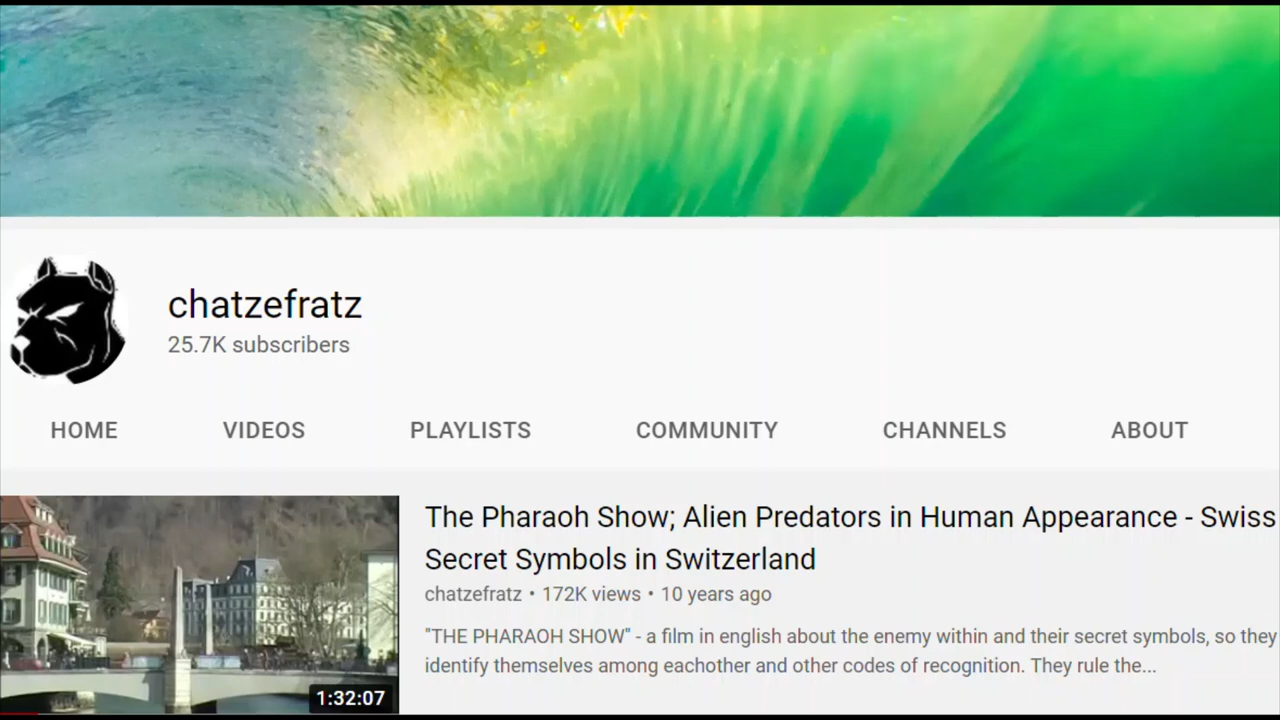 chatzefratz
25.7K subscribers
HOME VIDEOS PLAYLISTS COMMUNITY CHANNELS ABOUT
The Pharaoh Show; Alien Predators in Human Appearance - Swiss
Secret Symbols in Switzerland
chatzefratz • 172K views • 10 years ago
"THE PHARAOH SHOW" - a film in english about the enemy within and their secret symbols, so they
identify themselves among eachother and other codes of recognition. They rule the...
1:32:07